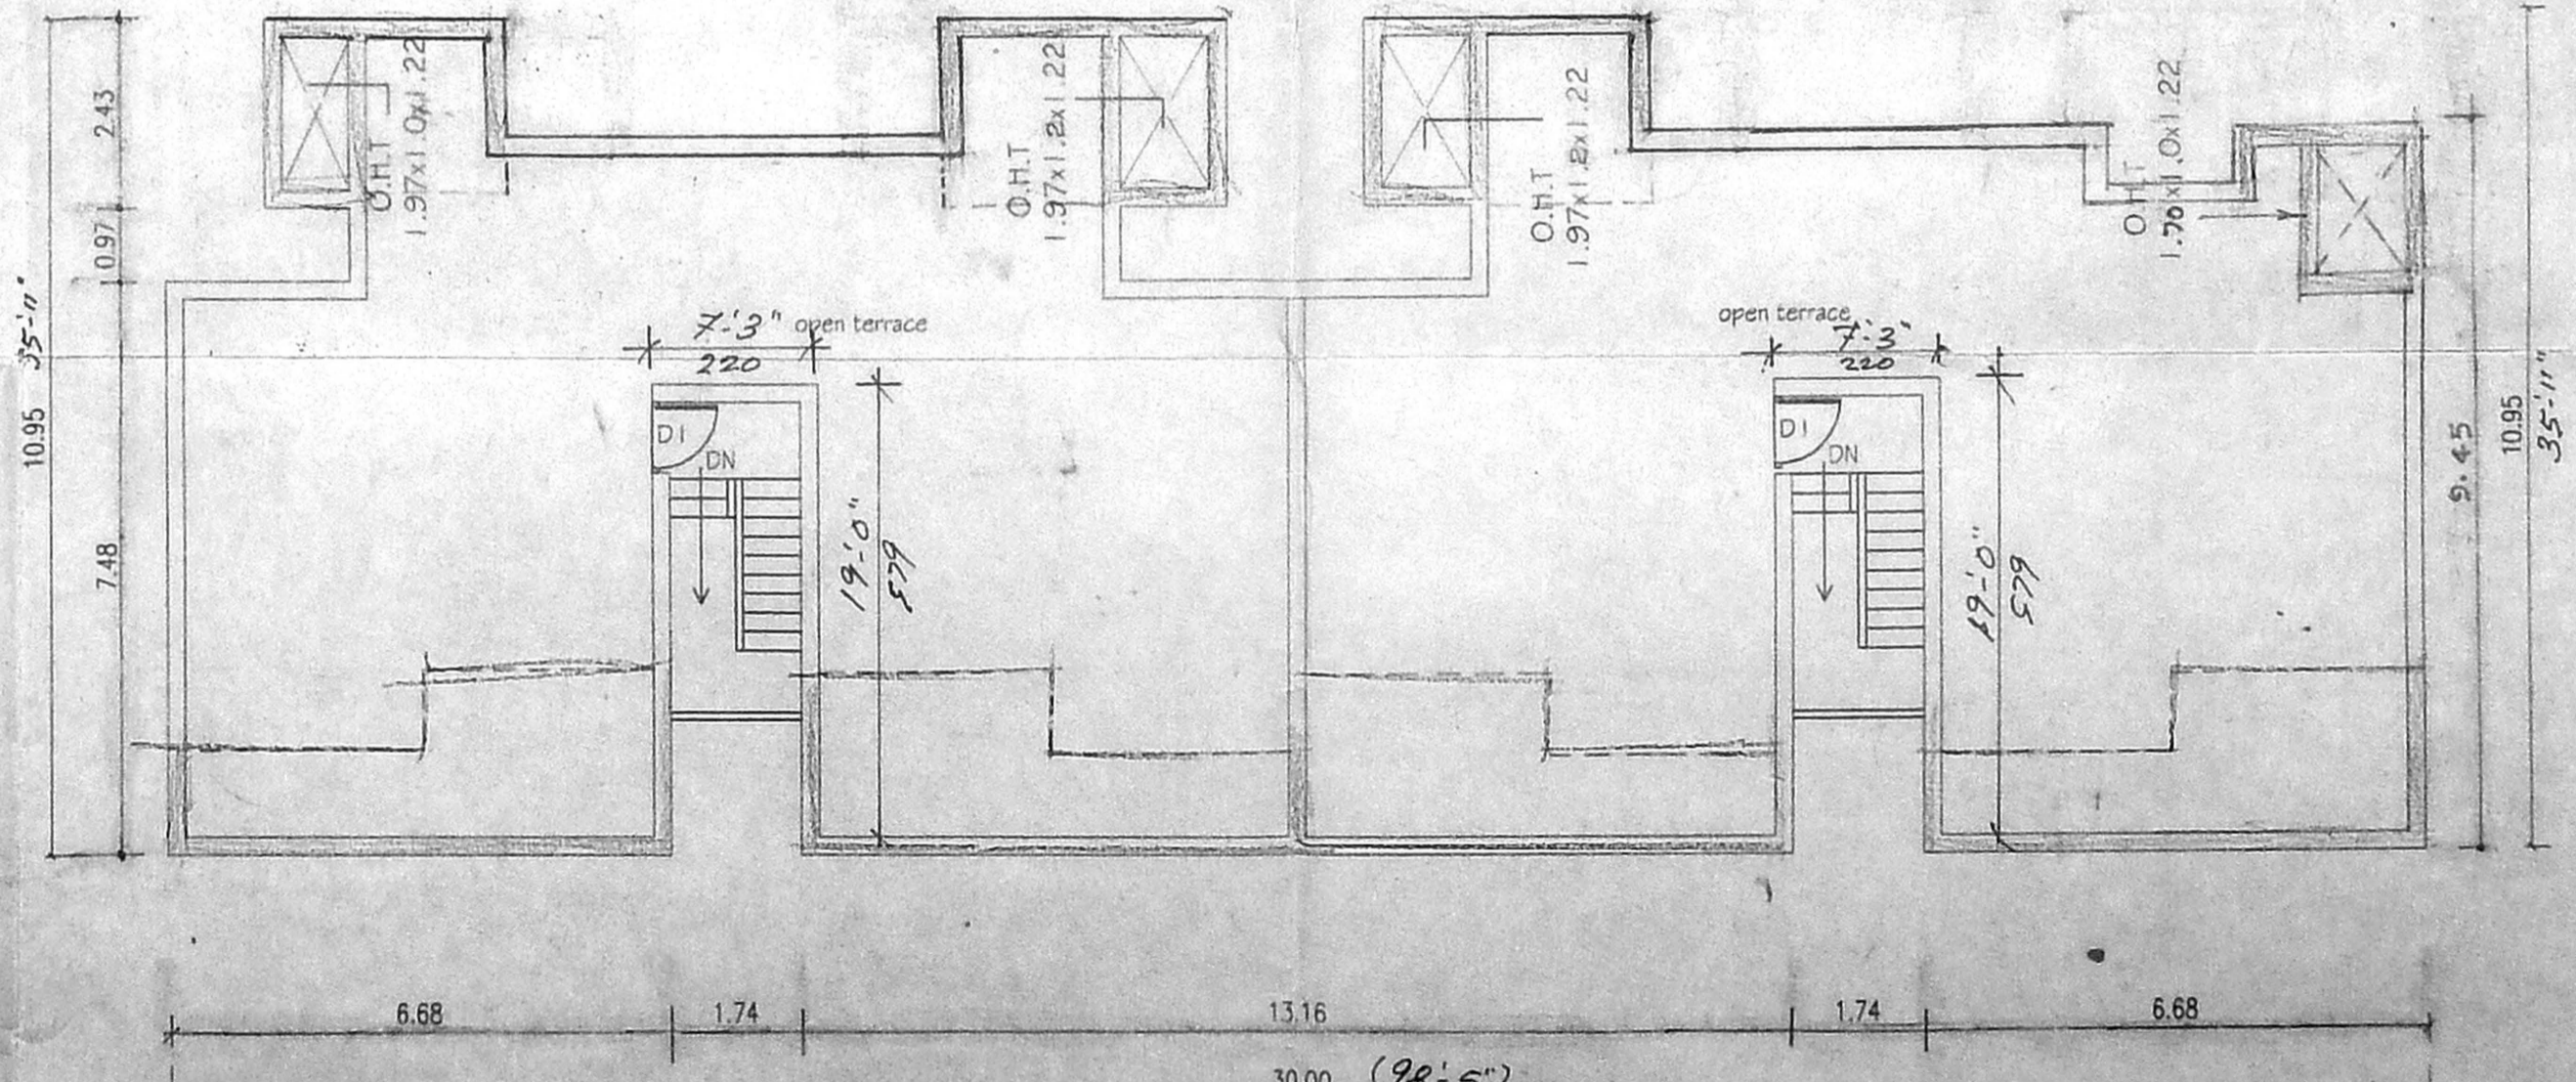 2.43
0.97
7.48
10.95
35'-11"
O.H.T
1.97x1.0x1.22
O.H.T
1.97x1.2x1.22
O.H.T
1.97x1.2x1.22
O.H.T
1.70x1.0x1.22
7'-3" open terrace
220
open terrace
7'-3"
220
D1
DN
D1
DN
19'-0"
579
19'-0"
579
9.45
10.95
35'-11"
6.68
1.74
13.16
1.74
6.68
30.00 (98'-5")